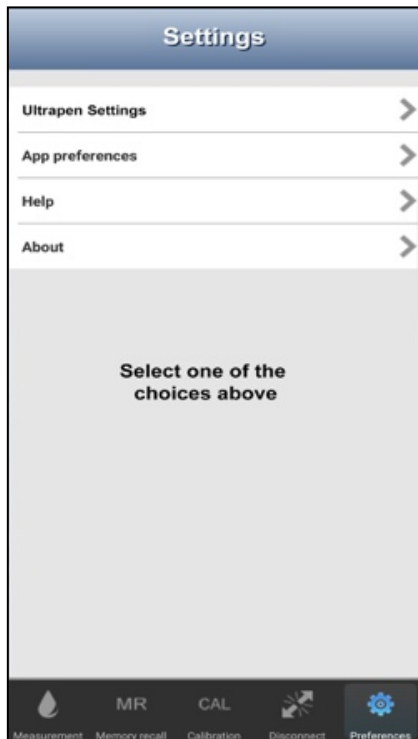 Settings
Ultrapen Settings
App preferences
Help
About
Select one of the
choices above
MR CAL
Measurement Memory recall Calibration Disconnect Preferences